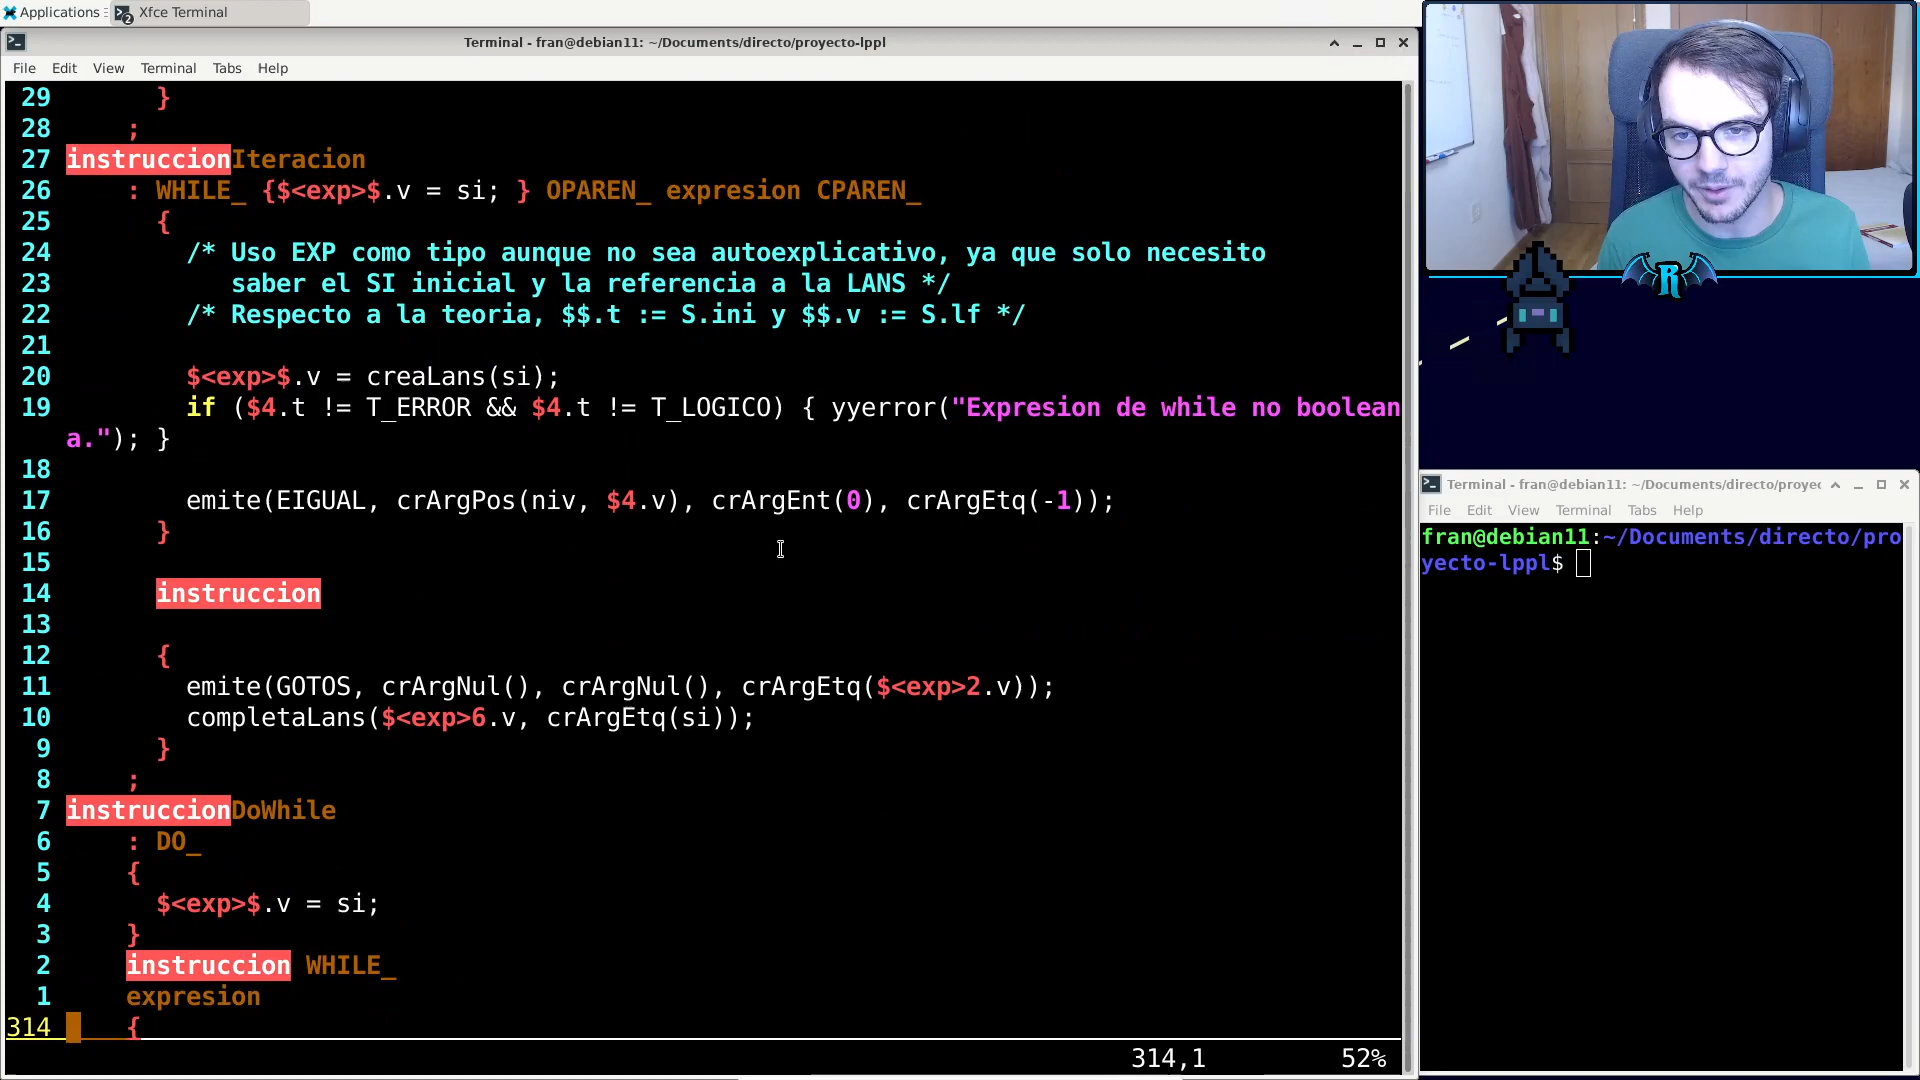 Applications
Xfce Terminal
Terminal - fran@debian11: ~/Documents/directo/proyecto-lppl
File Edit View Terminal Tabs Help
29 }
28 ;
27 instruccionIteracion
26 : WHILE_ {$<exp>$.v = si; } OPAREN_ expresion CPAREN_
25 {
24 /* Uso EXP como tipo aunque no sea autoexplicativo, ya que solo necesito
23 saber el SI inicial y la referencia a la LANS */
22 /* Respecto a la teoria, $$.t := S.ini y $$.v := S.lf */
21
20 $<exp>$.v = creaLans(si);
19 if ($4.t != T_ERROR && $4.t != T_LOGICO) { yyerror("Expresion de while no boolean
a."); }
18
17 emite(EIGUAL, crArgPos(niv, $4.v), crArgEnt(0), crArgEtq(-1));
16 }
15
14 instruccion
13
12 {
11 emite(GOTOS, crArgNul(), crArgNul(), crArgEtq($<exp>2.v));
10 completaLans($<exp>6.v, crArgEtq(si));
9 }
8 ;
7 instruccionDoWhile
6 : DO_
5 {
4 $<exp>$.v = si;
3 }
2 instruccion WHILE_
1 expresion
314 {
314,1 52%
R
Terminal - fran@debian11: ~/Documents/directo/proyec
File Edit View Terminal Tabs Help
fran@debian11:~/Documents/directo/pro
yecto-lppl$